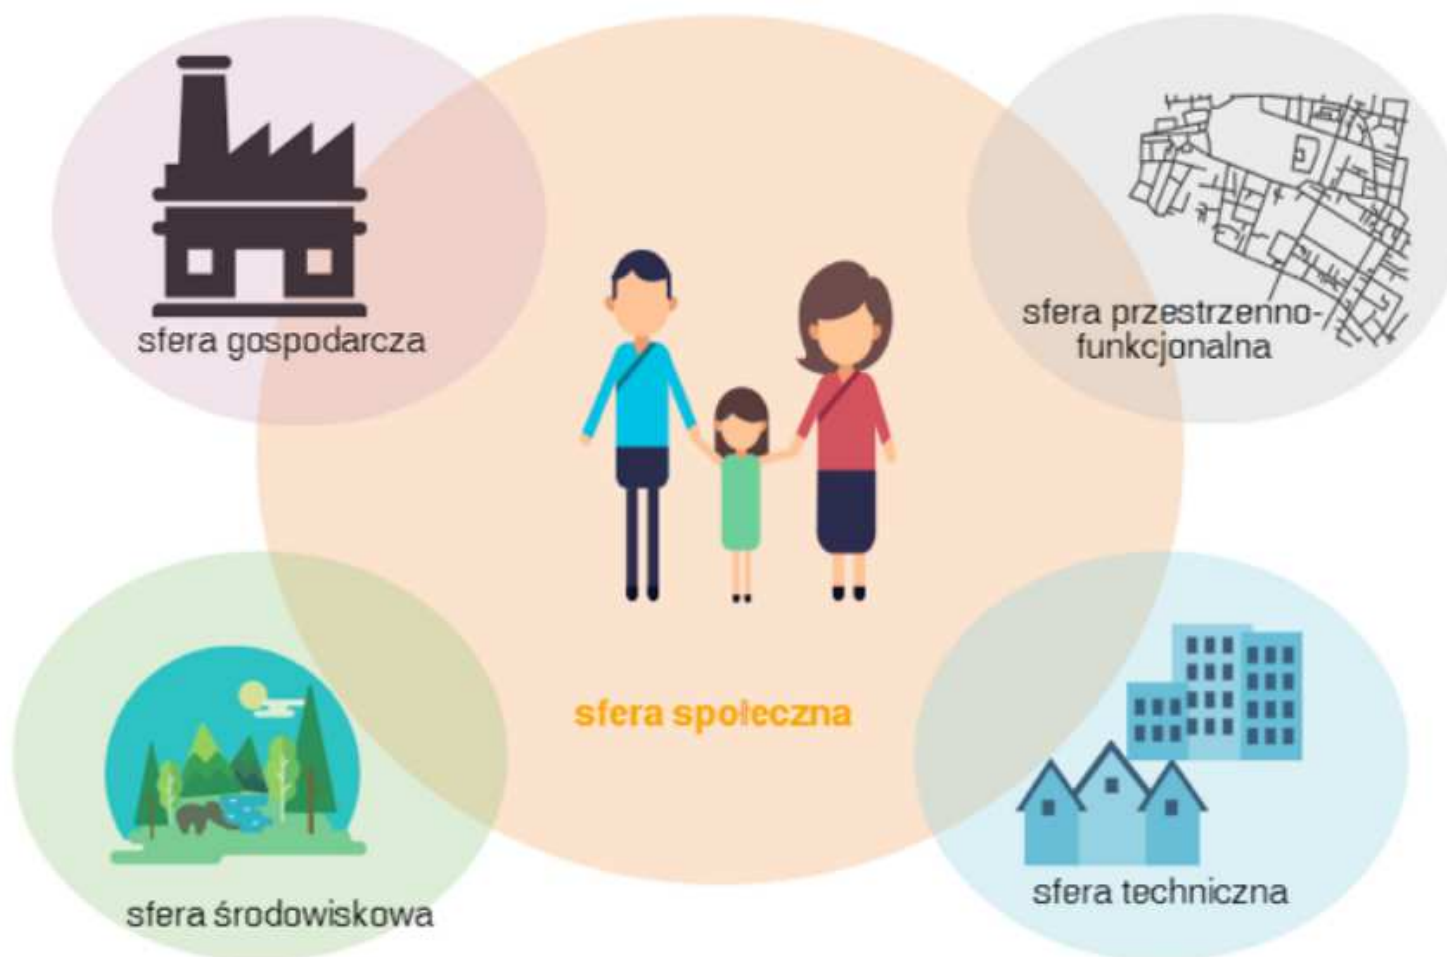 sfera gospodarcza
sfera przestrzenno-
funkcjonalna
sfera społeczna
sfera środowiskowa
sfera techniczna